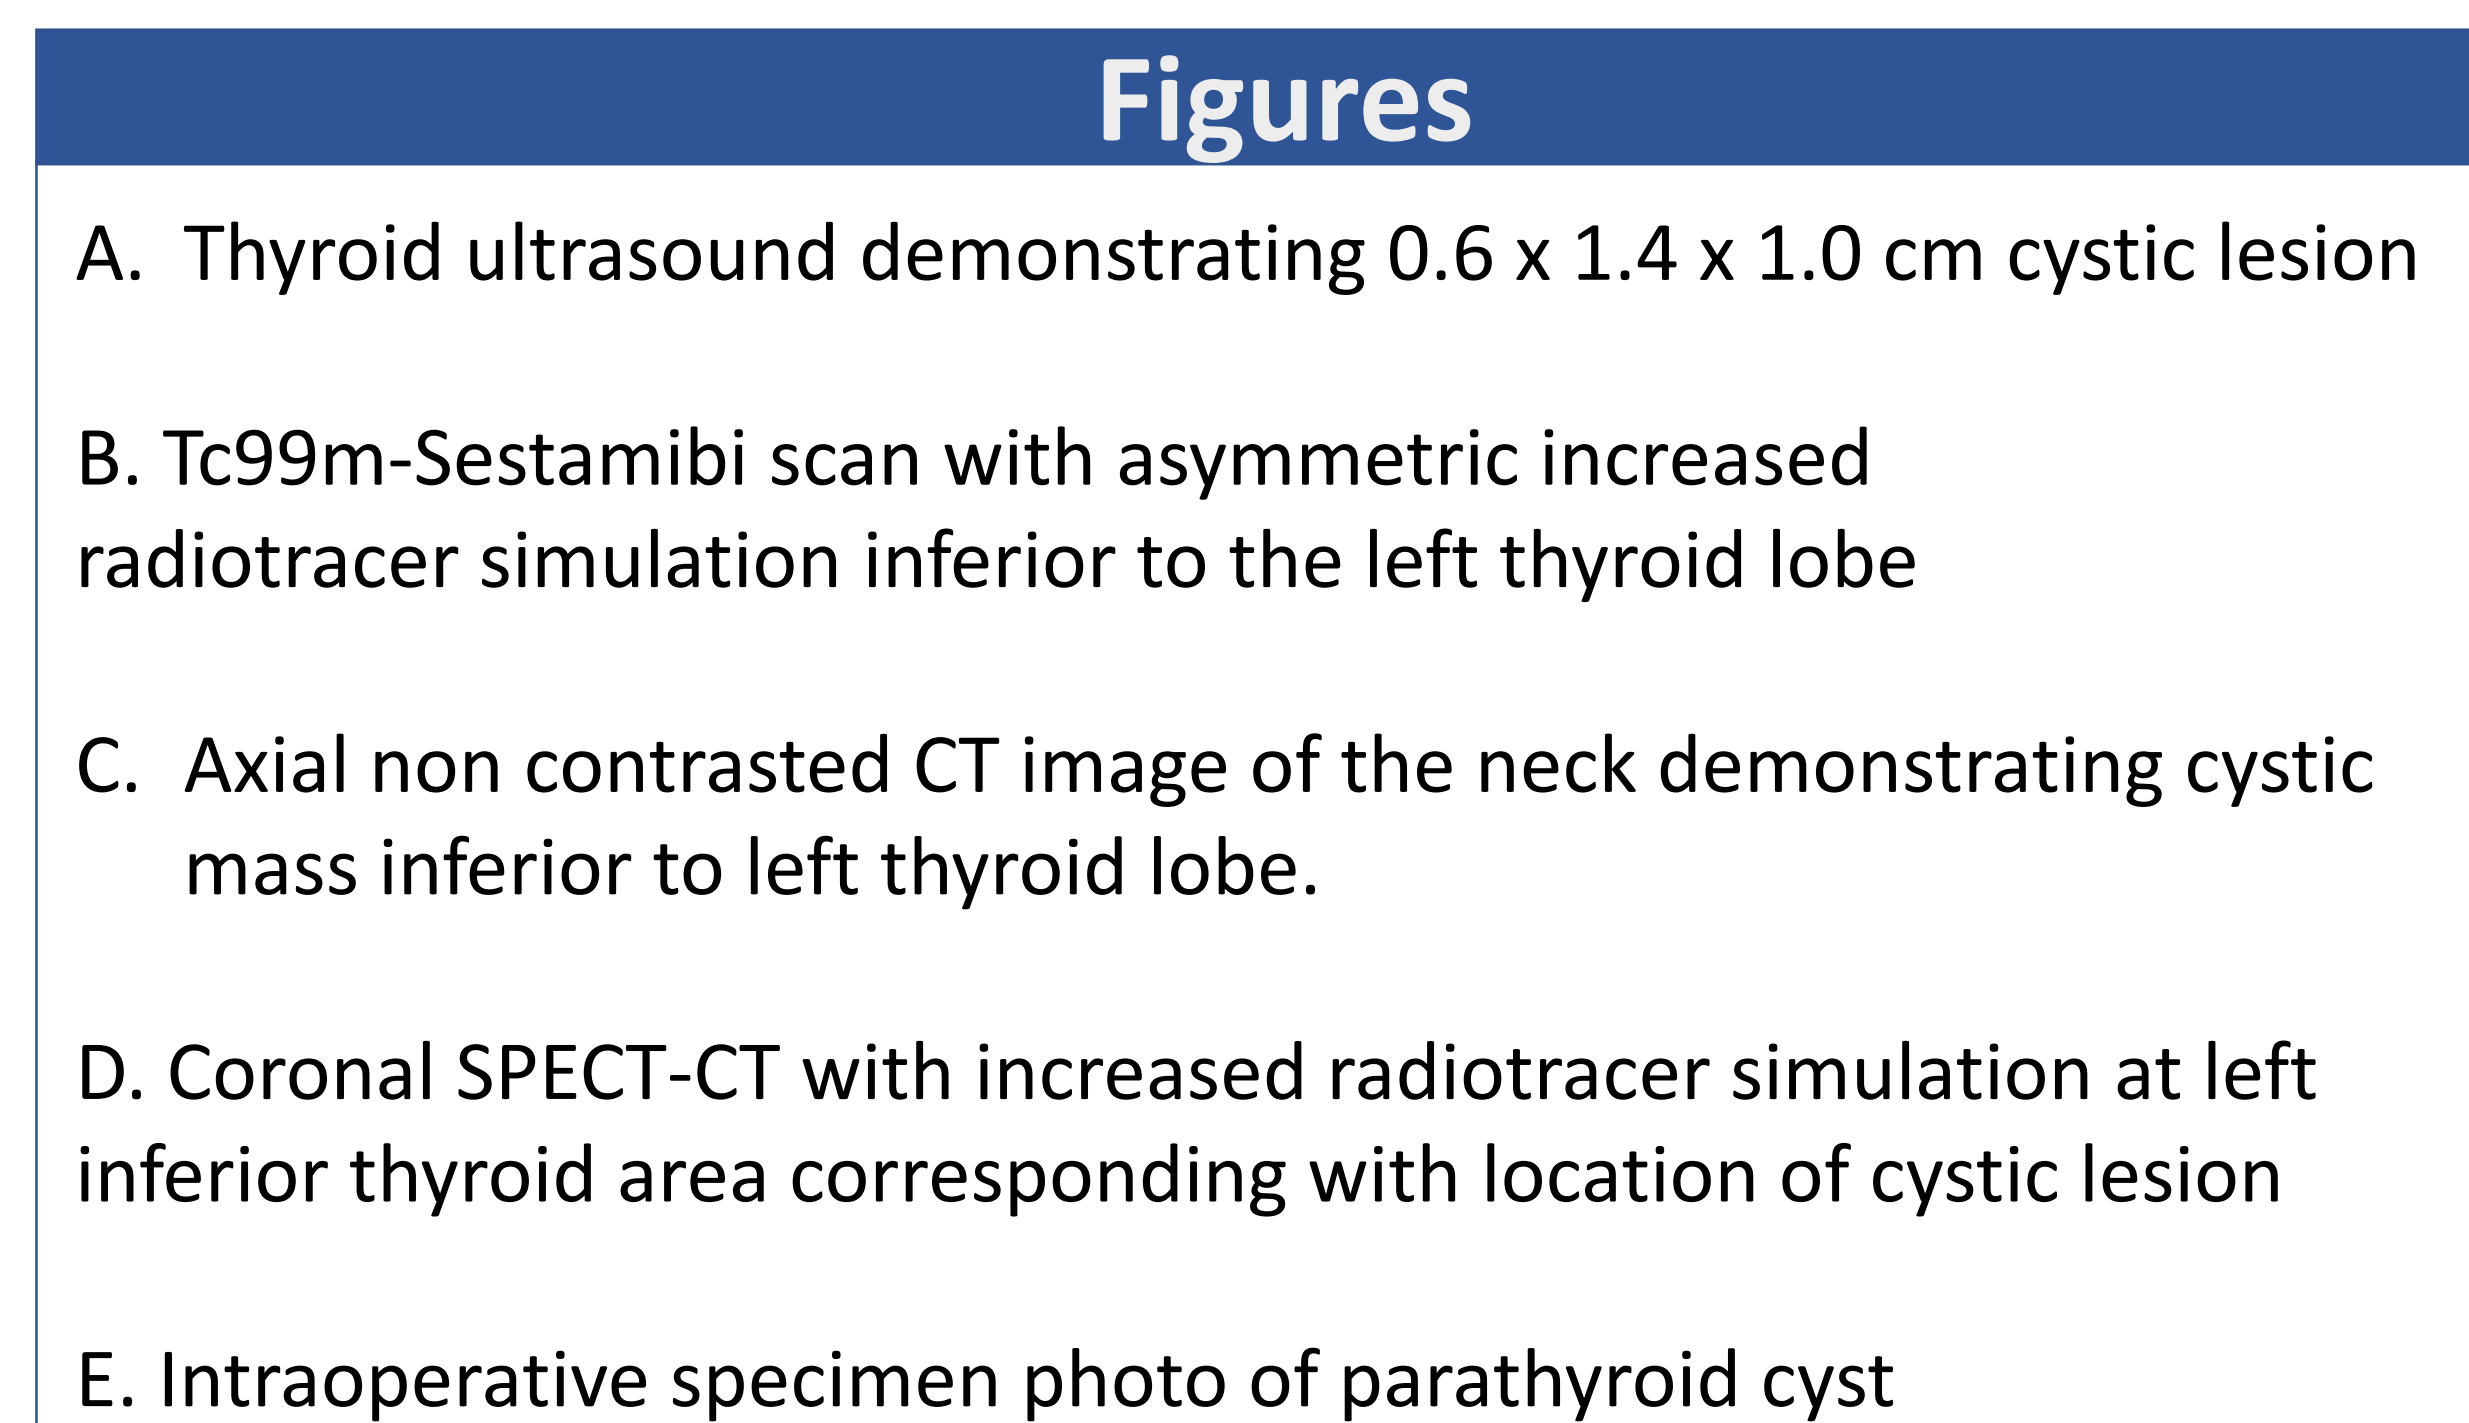 Figures
A. Thyroid ultrasound demonstrating 0.6 x 1.4 x 1.0 cm cystic lesion
B. Tc99m-Sestamibi scan with asymmetric increased
radiotracer simulation inferior to the left thyroid lobe
C. Axial non contrasted CT image of the neck demonstrating cystic
mass inferior to left thyroid lobe.
D. Coronal SPECT-CT with increased radiotracer simulation at left
inferior thyroid area corresponding with location of cystic lesion
E. Intraoperative specimen photo of parathyroid cyst